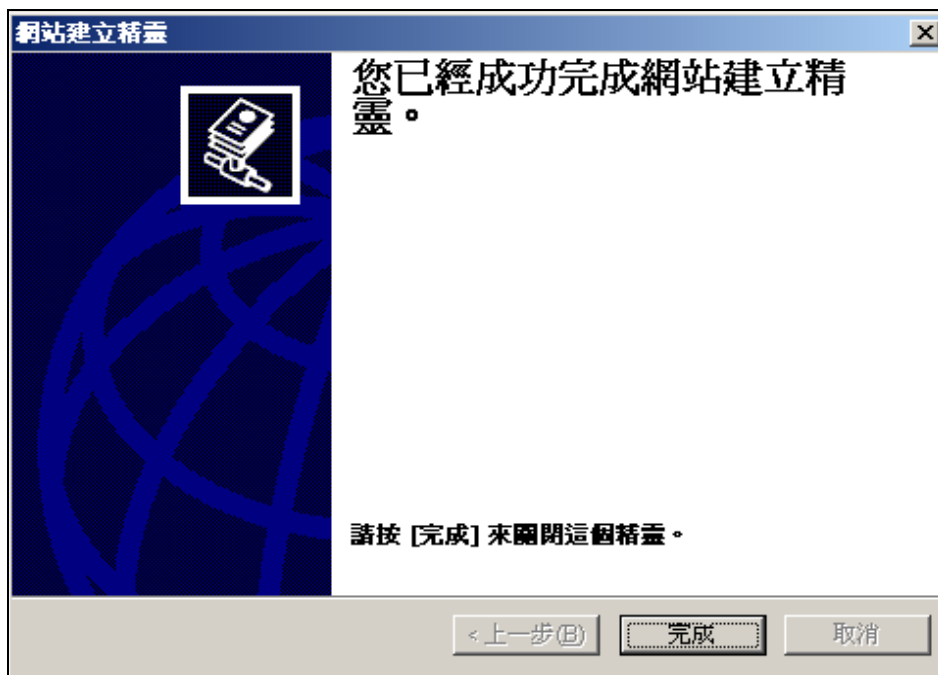 網站建立精靈
您已經成功完成網站建立精
靈。
請按 [完成] 來關閉這個精靈。
< 上一步(B)
完成
取消